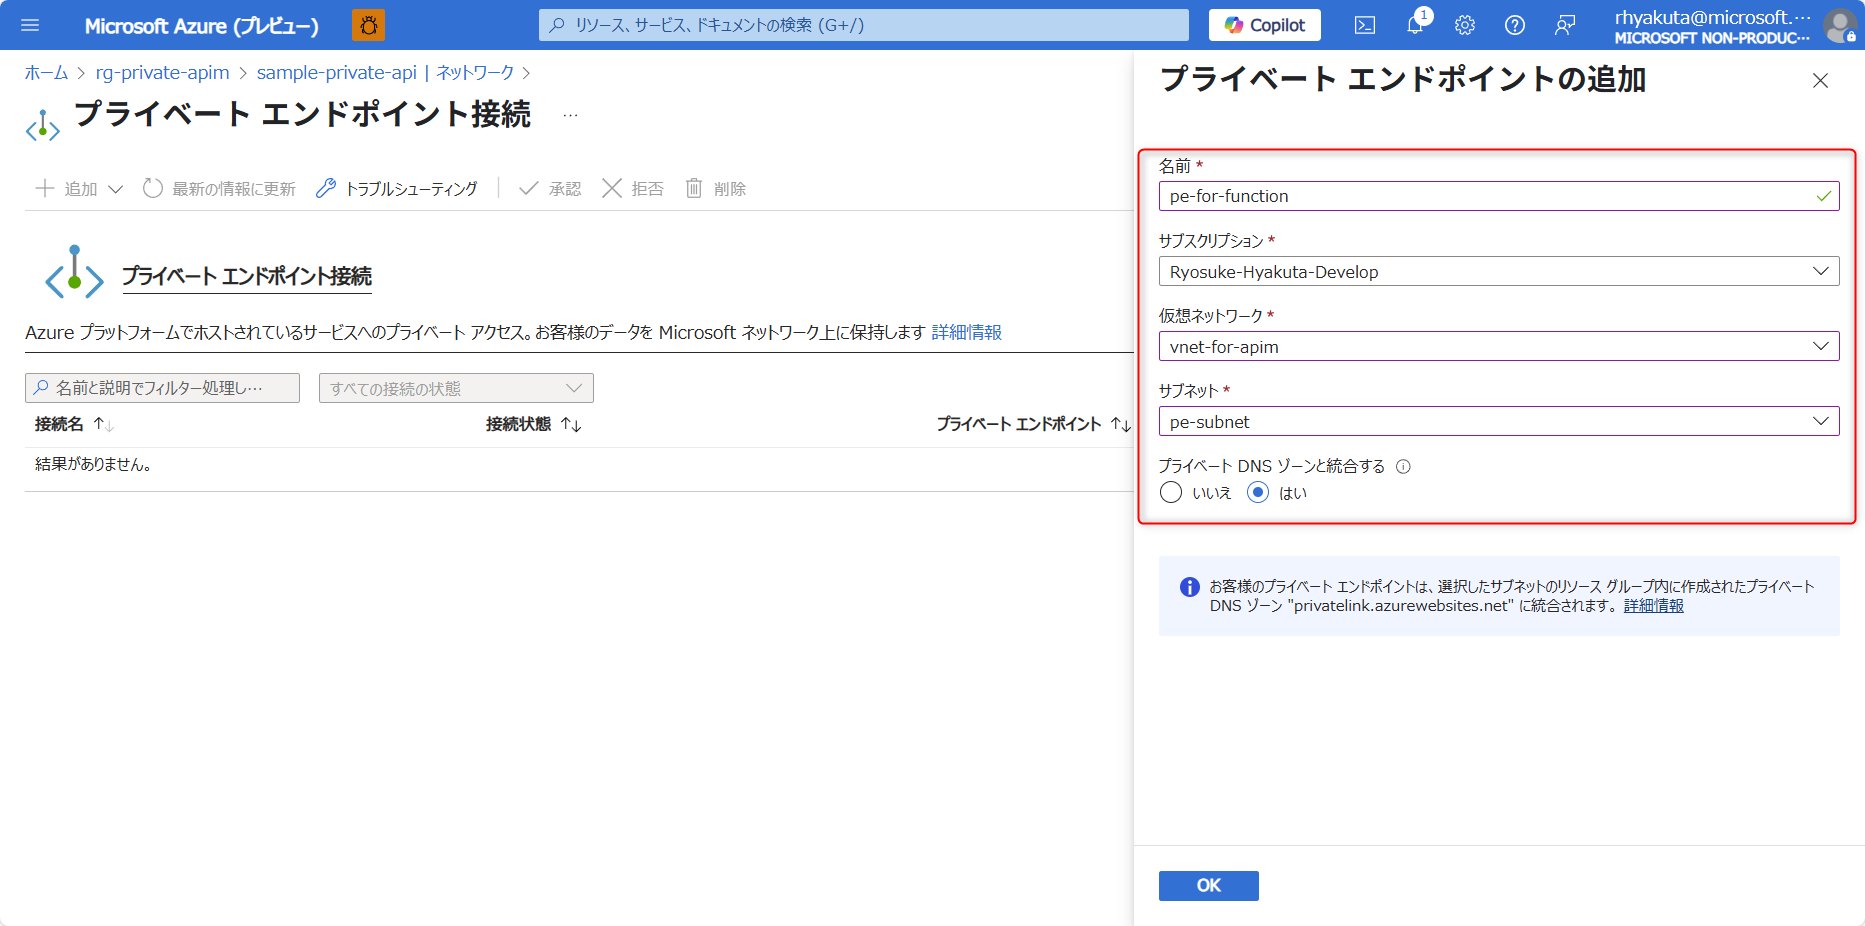 Microsoft Azure (プレビュー)
リソース、サービス、ドキュメントの検索 (G+/)
Copilot
1
rhyakuta@microsoft.…
MICROSOFT NON-PRODUC…
ホーム > rg-private-apim > sample-private-api | ネットワーク >
プライベート エンドポイント接続 …
追加
最新の情報に更新
トラブルシューティング
承認
拒否
削除
プライベート エンドポイント接続
Azure プラットフォームでホストされているサービスへのプライベート アクセス。お客様のデータを Microsoft ネットワーク上に保持します 詳細情報
名前と説明でフィルター処理し…
すべての接続の状態
接続名 ↑↓
接続状態 ↑↓
プライベート エンドポイント ↑↓
結果がありません。
プライベート エンドポイントの追加
名前 *
pe-for-function
サブスクリプション *
Ryosuke-Hyakuta-Develop
仮想ネットワーク *
vnet-for-apim
サブネット *
pe-subnet
プライベート DNS ゾーンと統合する
いいえ
はい
お客様のプライベート エンドポイントは、選択したサブネットのリソース グループ内に作成されたプライベート
DNS ゾーン "privatelink.azurewebsites.net" に統合されます。 詳細情報
OK